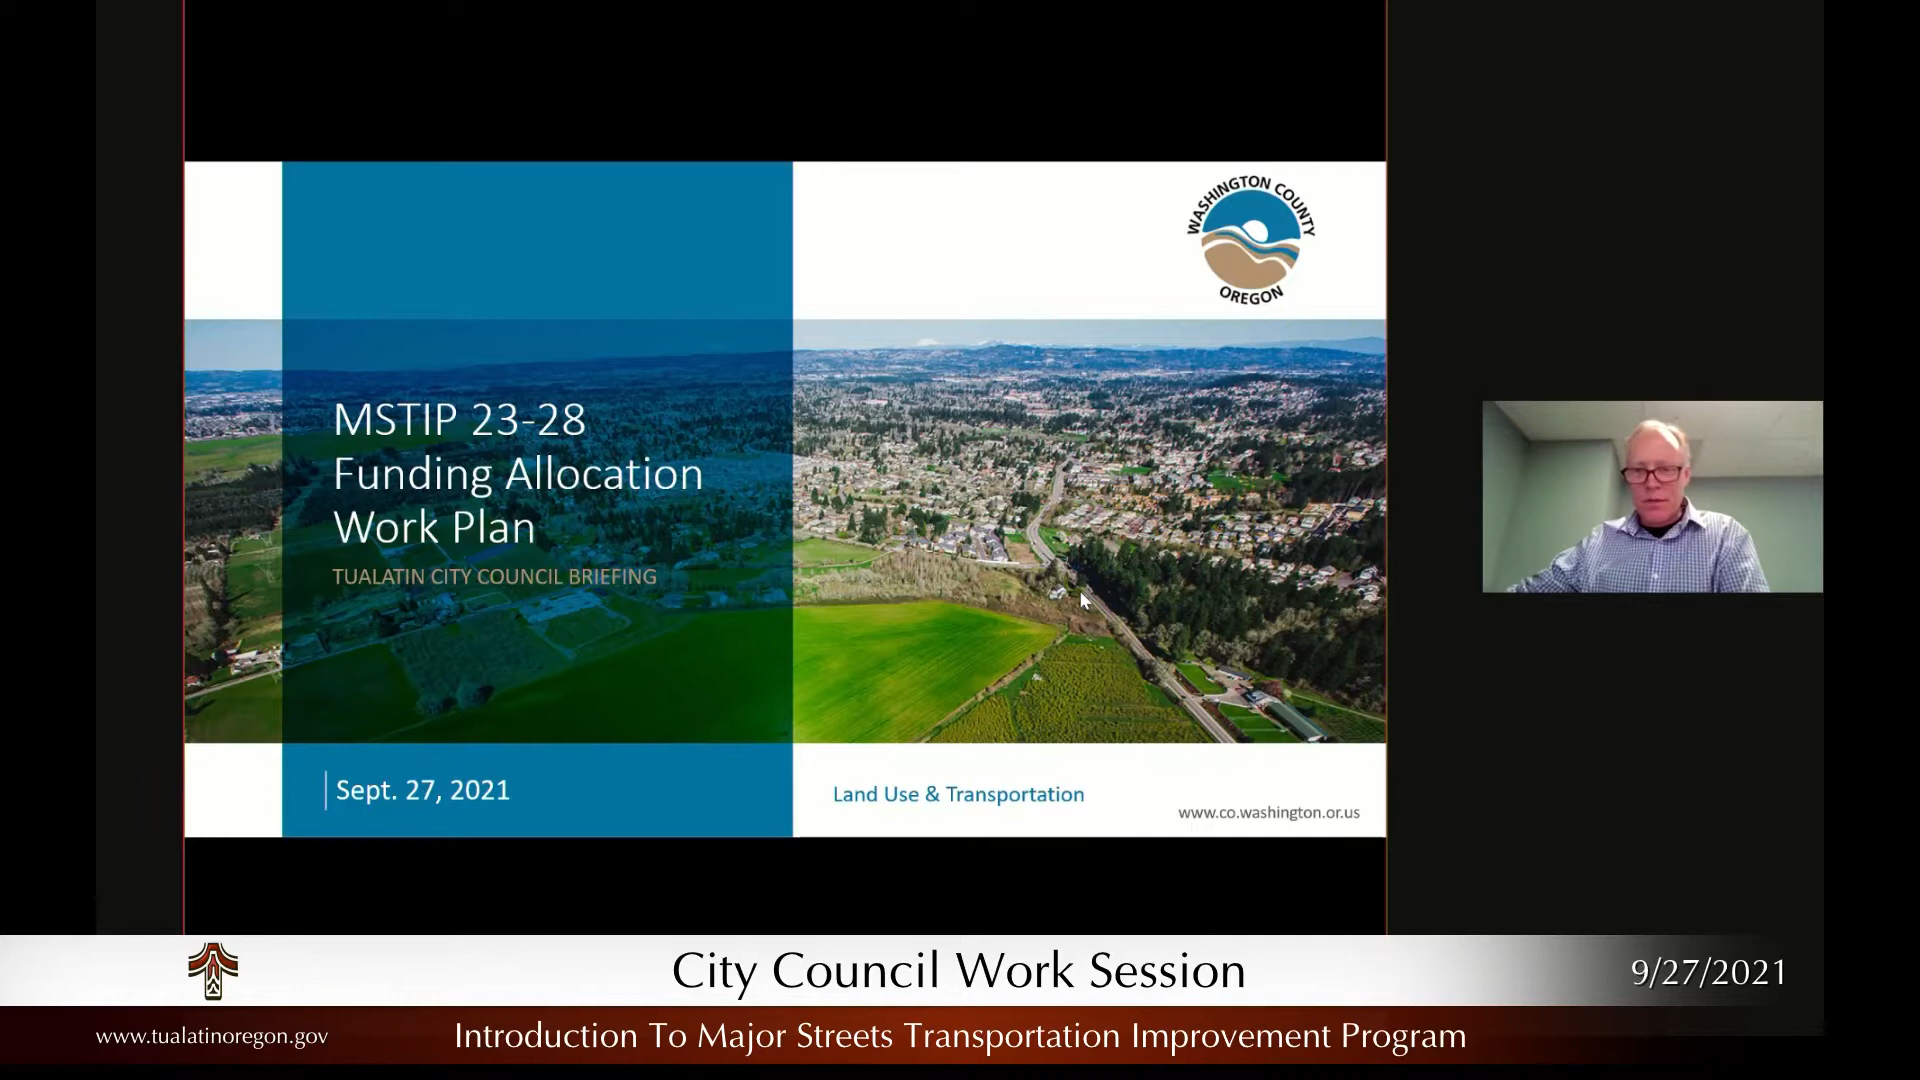 WASHINGTON COUNTY
OREGON
MSTIP 23-28
Funding Allocation
Work Plan
TUALATIN CITY COUNCIL BRIEFING
Sept. 27, 2021
Land Use & Transportation
www.co.washington.or.us
City Council Work Session
9/27/2021
www.tualatinoregon.gov
Introduction To Major Streets Transportation Improvement Program